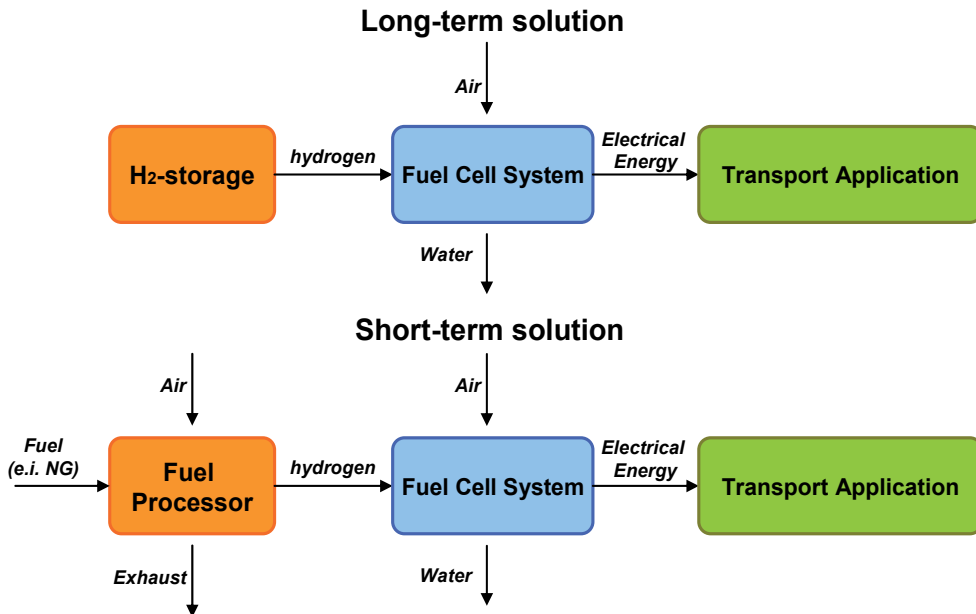 Long-term solution
Air
H2-storage
hydrogen
Fuel Cell System
Electrical
Energy
Transport Application
Water
Short-term solution
Air
Air
Fuel
(e.i. NG)
Fuel
Processor
hydrogen
Fuel Cell System
Electrical
Energy
Transport Application
Exhaust
Water